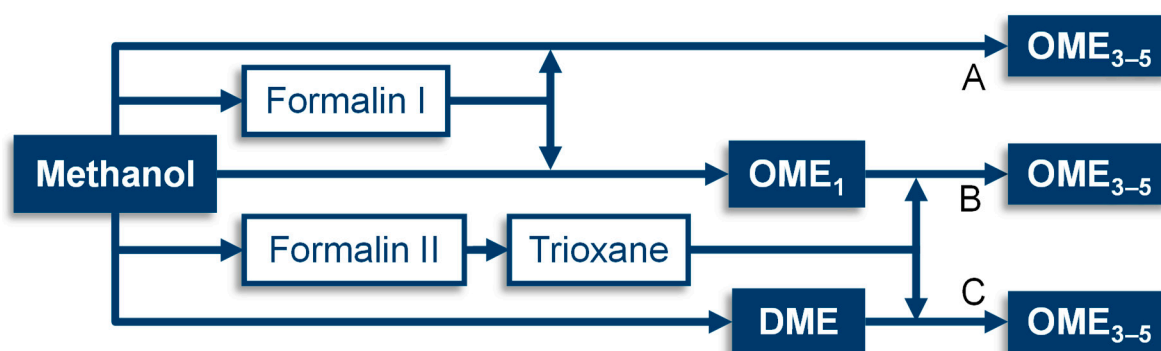 OME₃₋₅
A
Formalin I
Methanol
OME₁
OME₃₋₅
B
Formalin II
Trioxane
C
DME
OME₃₋₅